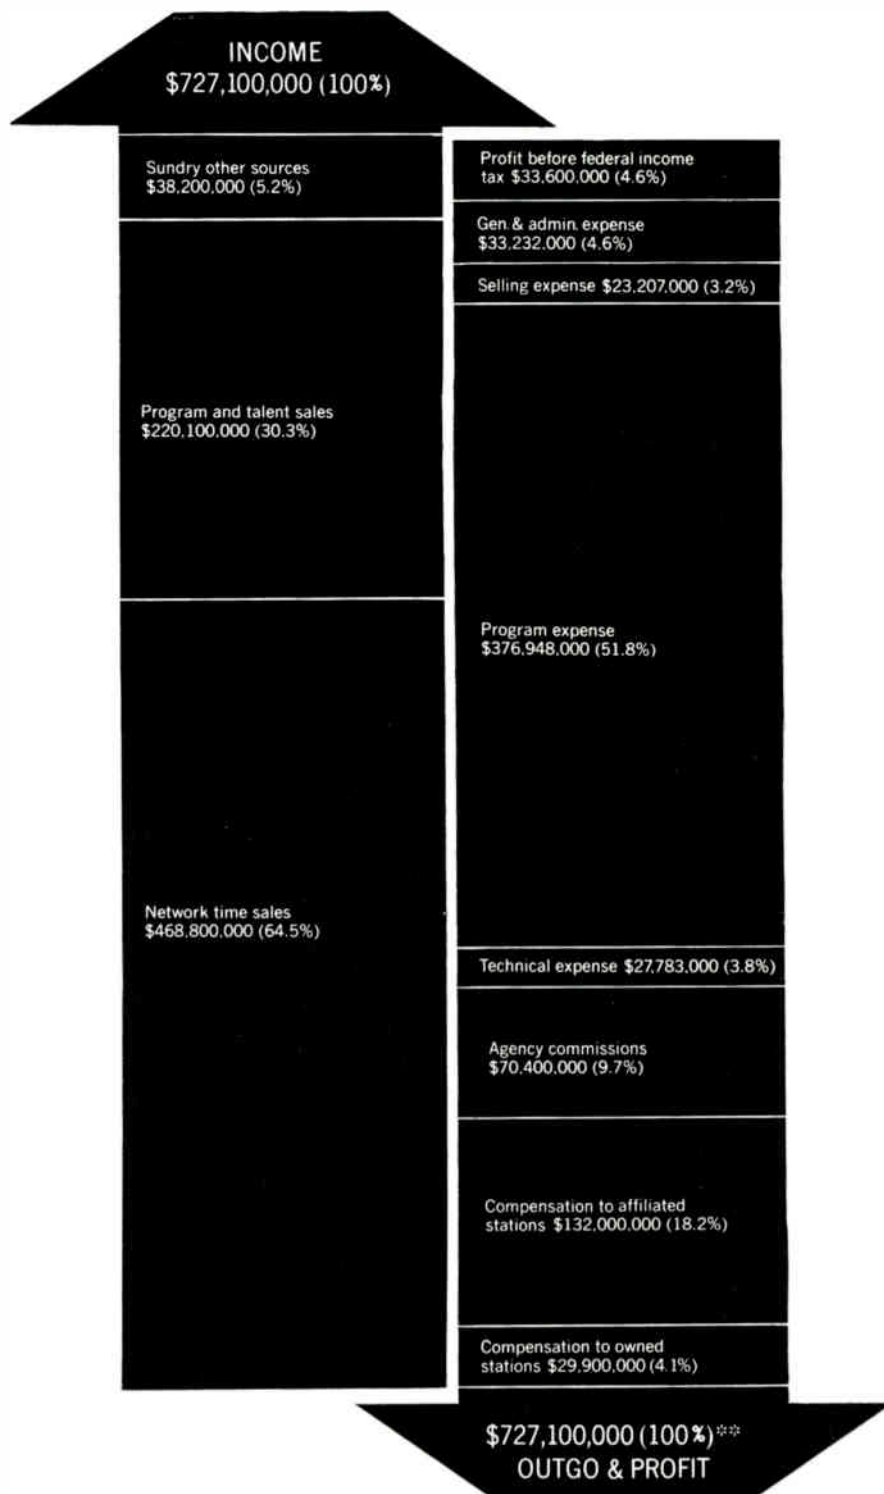 INCOME
$727,100,000 (100%)
Sundry other sources
$38,200,000 (5.2%)
Program and talent sales
$220,100,000 (30.3%)
Network time sales
$468,800,000 (64.5%)
Profit before federal income
tax $33,600,000 (4.6%)
Gen. & admin. expense
$33,232,000 (4.6%)
Selling expense $23,207,000 (3.2%)
Program expense
$376,948,000 (51.8%)
Technical expense $27,783,000 (3.8%)
Agency commissions
$70,400,000 (9.7%)
Compensation to affiliated
stations $132,000,000 (18.2%)
Compensation to owned
stations $29,900,000 (4.1%)
$727,100,000 (100%)**
OUTGO & PROFIT